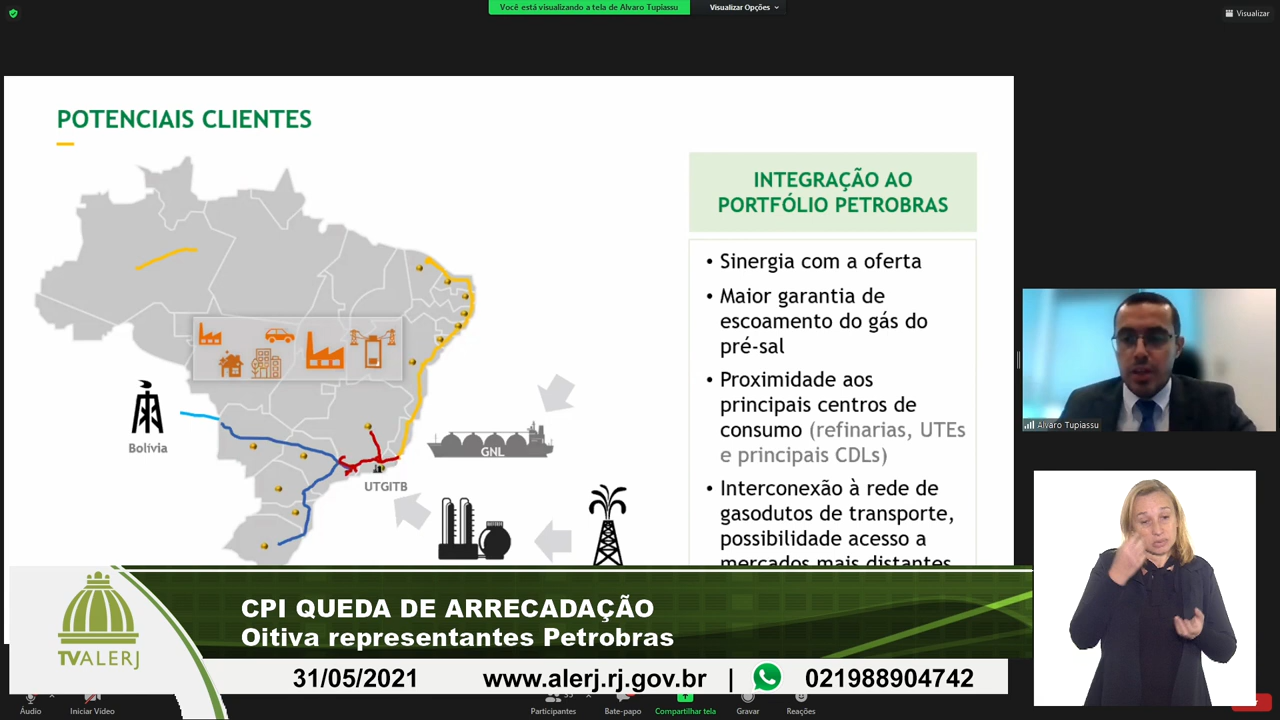 Você está visualizando a tela de Alvaro Tupiassu
Visualizar Opções
Visualizar
POTENCIAIS CLIENTES
INTEGRAÇÃO AO
PORTFÓLIO PETROBRAS
• Sinergia com a oferta
• Maior garantia de
escoamento do gás do
pré-sal
• Proximidade aos
principais centros de
consumo (refinarias, UTEs
e principais CDLs)
• Interconexão à rede de
gasodutos de transporte,
possibilidade acesso a
mercados mais distantes
Bolívia
GNL
UTGITB
Alvaro Tupiassu
CPI QUEDA DE ARRECADAÇÃO
Oitiva representantes Petrobras
TVALERJ
31/05/2021
www.alerj.rj.gov.br | 021988904742
Áudio
Iniciar Vídeo
Participantes
Bate-papo
Compartilhar tela
Gravar
Reações